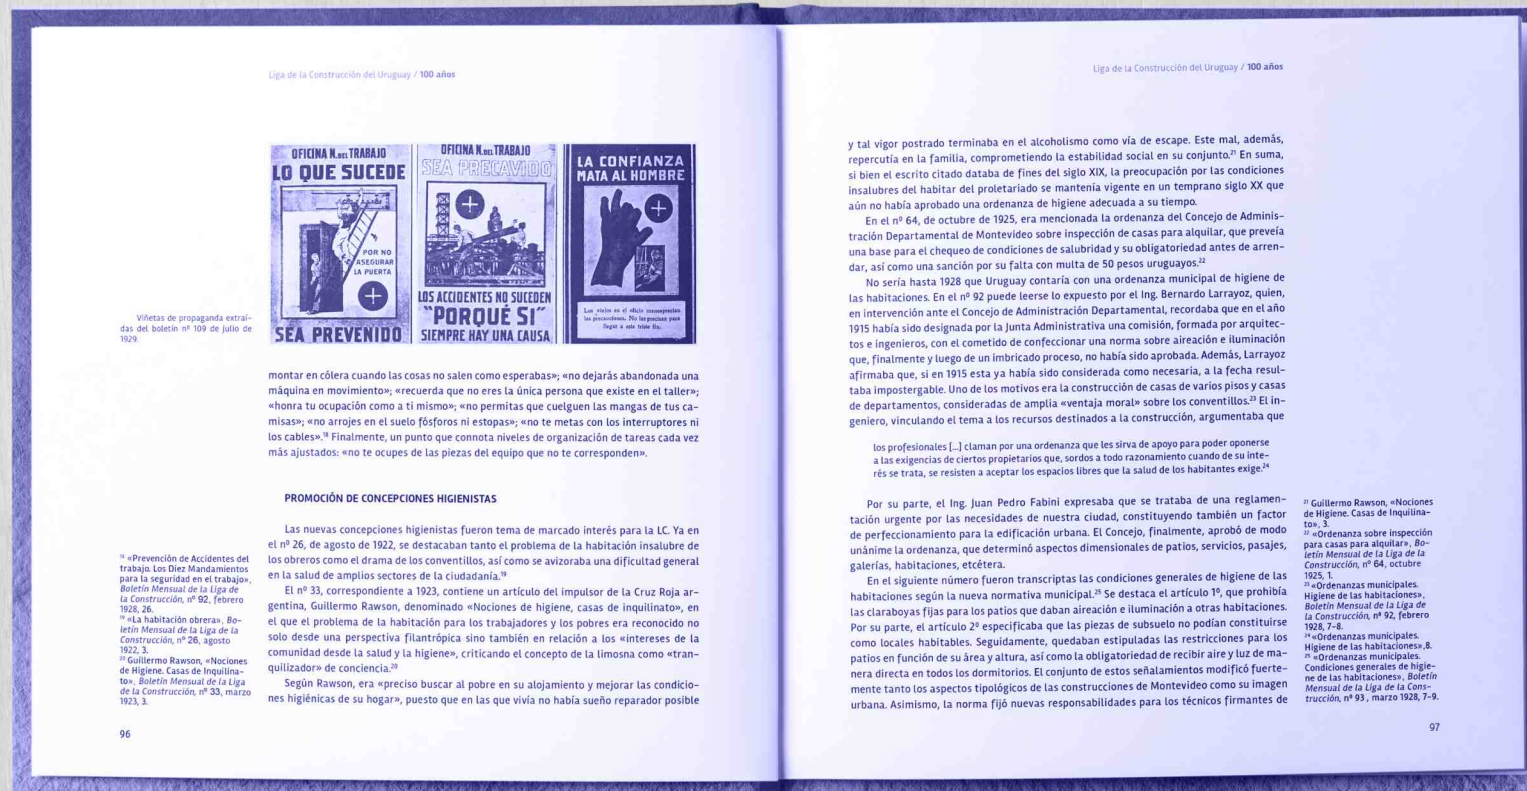 Liga de la Construcción del Uruguay / 100 años
OFICINA N. DEL TRABAJO
LO QUE SUCEDE
POR NO
ASEGURAR
LA PUERTA
SEA PREVENIDO
OFICINA N. DEL TRABAJO
SEA PRECAVIDO
LOS ACCIDENTES NO SUCEDEN
"PORQUÉ SI"
SIEMPRE HAY UNA CAUSA
LA CONFIANZA
MATA AL HOMBRE
Los viejos en el oficio menosprecian
las precauciones. No las precisan para
llegar a este triste fin.
Viñetas de propaganda extraí-
das del boletín nº 109 de julio de
1929.
montar en cólera cuando las cosas no salen como esperabas»; «no dejarás abandonada una
máquina en movimiento»; «recuerda que no eres la única persona que existe en el taller»;
«honra tu ocupación como a ti mismo»; «no permitas que cuelguen las mangas de tus ca-
misas»; «no arrojes en el suelo fósforos ni estopas»; «no te metas con los interruptores ni
los cables».¹⁸ Finalmente, un punto que connota niveles de organización de tareas cada vez
más ajustados: «no te ocupes de las piezas del equipo que no te corresponden».
PROMOCIÓN DE CONCEPCIONES HIGIENISTAS
Las nuevas concepciones higienistas fueron tema de marcado interés para la LC. Ya en
el nº 26, de agosto de 1922, se destacaban tanto el problema de la habitación insalubre de
los obreros como el drama de los conventillos, así como se avizoraba una dificultad general
en la salud de amplios sectores de la ciudadanía.¹⁹
El nº 33, correspondiente a 1923, contiene un artículo del impulsor de la Cruz Roja ar-
gentina, Guillermo Rawson, denominado «Nociones de higiene, casas de inquilinato», en
el que el problema de la habitación para los trabajadores y los pobres era reconocido no
solo desde una perspectiva filantrópica sino también en relación a los «intereses de la
comunidad desde la salud y la higiene», criticando el concepto de la limosna como «tran-
quilizador» de conciencia.²⁰
Según Rawson, era «preciso buscar al pobre en su alojamiento y mejorar las condicio-
nes higiénicas de su hogar», puesto que en las que vivía no había sueño reparador posible
¹⁸ «Prevención de Accidentes del
trabajo. Los Diez Mandamientos
para la seguridad en el trabajo»,
Boletín Mensual de la Liga de
la Construcción, nº 92, febrero
1928, 26.
¹⁹ «La habitación obrera», Bo-
letín Mensual de la Liga de la
Construcción, nº 26, agosto
1922, 3.
²⁰ Guillermo Rawson, «Nociones
de Higiene. Casas de Inquilina-
to», Boletín Mensual de la Liga
de la Construcción, nº 33, marzo
1923, 3.
96
Liga de la Construcción del Uruguay / 100 años
y tal vigor postrado terminaba en el alcoholismo como vía de escape. Este mal, además,
repercutía en la familia, comprometiendo la estabilidad social en su conjunto.²¹ En suma,
si bien el escrito citado databa de fines del siglo XIX, la preocupación por las condiciones
insalubres del habitar del proletariado se mantenía vigente en un temprano siglo XX que
aún no había aprobado una ordenanza de higiene adecuada a su tiempo.
En el nº 64, de octubre de 1925, era mencionada la ordenanza del Concejo de Adminis-
tración Departamental de Montevideo sobre inspección de casas para alquilar, que preveía
una base para el chequeo de condiciones de salubridad y su obligatoriedad antes de arren-
dar, así como una sanción por su falta con multa de 50 pesos uruguayos.²²
No sería hasta 1928 que Uruguay contaría con una ordenanza municipal de higiene de
las habitaciones. En el nº 92 puede leerse lo expuesto por el Ing. Bernardo Larrayoz, quien,
en intervención ante el Concejo de Administración Departamental, recordaba que en el año
1915 había sido designada por la Junta Administrativa una comisión, formada por arquitec-
tos e ingenieros, con el cometido de confeccionar una norma sobre aireación e iluminación
que, finalmente y luego de un imbricado proceso, no había sido aprobada. Además, Larrayoz
afirmaba que, si en 1915 esta ya había sido considerada como necesaria, a la fecha resul-
taba impostergable. Uno de los motivos era la construcción de casas de varios pisos y casas
de departamentos, consideradas de amplia «ventaja moral» sobre los conventillos.²³ El in-
geniero, vinculando el tema a los recursos destinados a la construcción, argumentaba que
los profesionales [...] claman por una ordenanza que les sirva de apoyo para poder oponerse
a las exigencias de ciertos propietarios que, sordos a todo razonamiento cuando de su inte-
rés se trata, se resisten a aceptar los espacios libres que la salud de los habitantes exige.²⁴
Por su parte, el Ing. Juan Pedro Fabini expresaba que se trataba de una reglamen-
tación urgente por las necesidades de nuestra ciudad, constituyendo también un factor
de perfeccionamiento para la edificación urbana. El Concejo, finalmente, aprobó de modo
unánime la ordenanza, que determinó aspectos dimensionales de patios, servicios, pasajes,
galerías, habitaciones, etcétera.
En el siguiente número fueron transcriptas las condiciones generales de higiene de las
habitaciones según la nueva normativa municipal.²⁵ Se destaca el artículo 1º, que prohibía
las claraboyas fijas para los patios que daban aireación e iluminación a otras habitaciones.
Por su parte, el artículo 2º especificaba que las piezas de subsuelo no podían constituirse
como locales habitables. Seguidamente, quedaban estipuladas las restricciones para los
patios en función de su área y altura, así como la obligatoriedad de recibir aire y luz de ma-
nera directa en todos los dormitorios. El conjunto de estos señalamientos modificó fuerte-
mente tanto los aspectos tipológicos de las construcciones de Montevideo como su imagen
urbana. Asimismo, la norma fijó nuevas responsabilidades para los técnicos firmantes de
²¹ Guillermo Rawson, «Nociones
de Higiene. Casas de Inquilina-
to», 3.
²² «Ordenanza sobre inspección
para casas para alquilar», Bo-
letín Mensual de la Liga de la
Construcción, nº 64, octubre
1925, 1.
²³ «Ordenanzas municipales.
Higiene de las habitaciones»,
Boletín Mensual de la Liga de
la Construcción, nº 92, febrero
1928, 7-8.
²⁴ «Ordenanzas municipales.
Higiene de las habitaciones»,8.
²⁵ «Ordenanzas municipales.
Condiciones generales de higie-
ne de las habitaciones», Boletín
Mensual de la Liga de la Cons-
trucción, nº 93 , marzo 1928, 7-9.
97